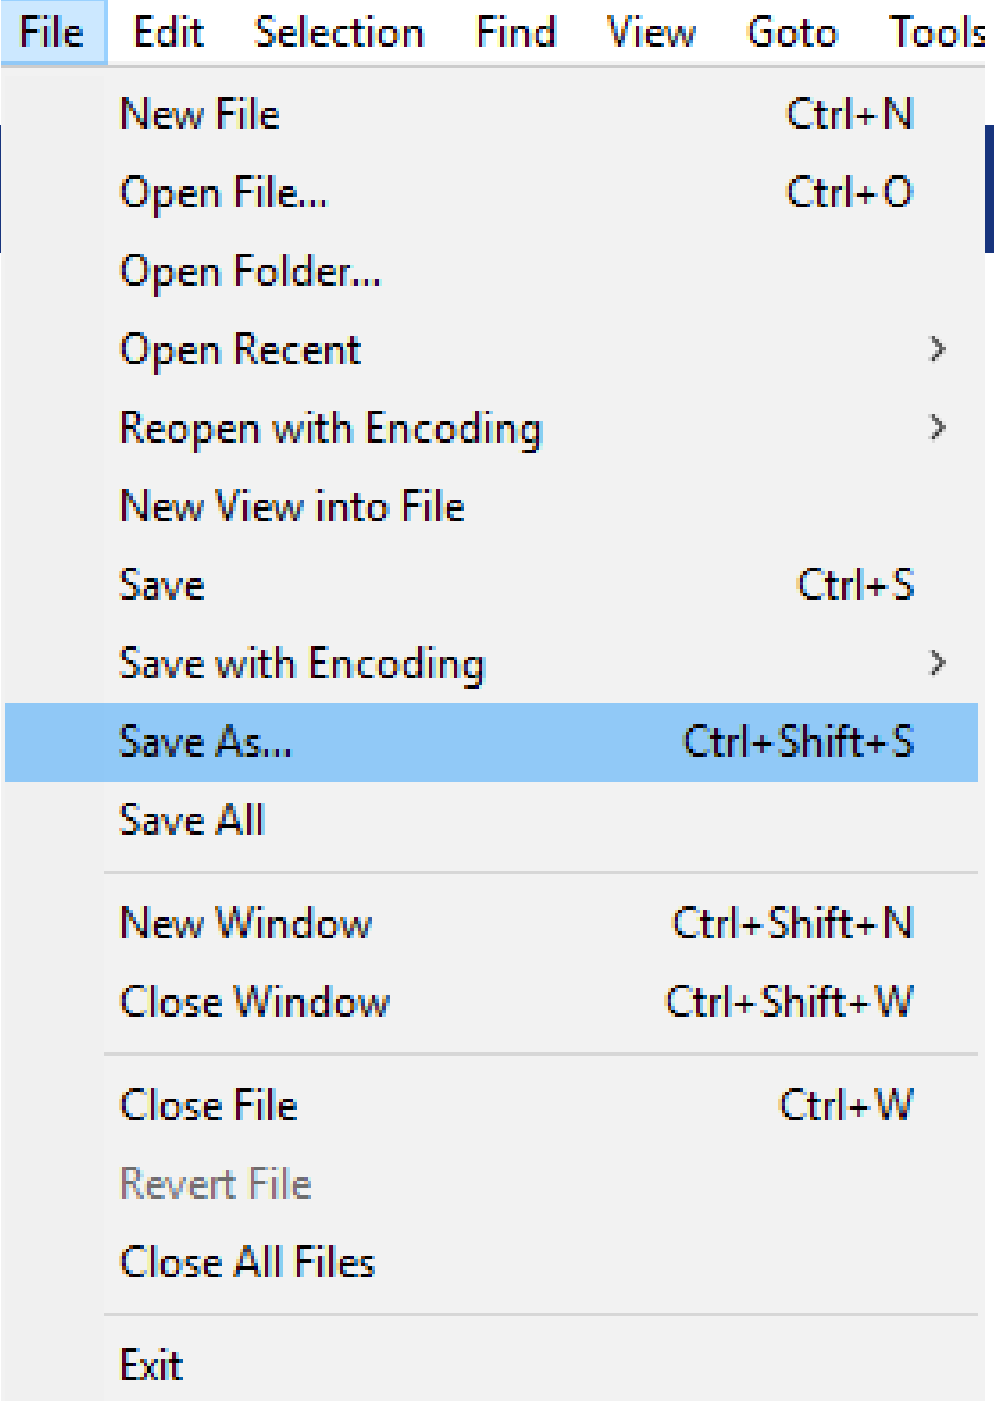 File Edit Selection Find View Goto Tools
New File Ctrl+N
Open File... Ctrl+O
Open Folder...
Open Recent >
Reopen with Encoding >
New View into File
Save Ctrl+S
Save with Encoding >
Save As... Ctrl+Shift+S
Save All
New Window Ctrl+Shift+N
Close Window Ctrl+Shift+W
Close File Ctrl+W
Revert File
Close All Files
Exit